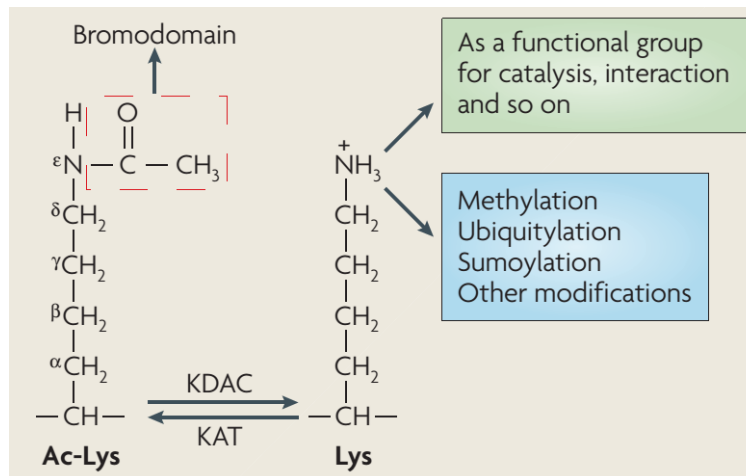 Bromodomain
As a functional group
for catalysis, interaction
and so on
H O
εN — C — CH₃
+
NH₃
δCH₂
CH₂
Methylation
Ubiquitylation
Sumoylation
Other modifications
γCH₂
CH₂
βCH₂
CH₂
αCH₂
CH₂
KDAC
—CH—
—CH—
KAT
Ac-Lys
Lys